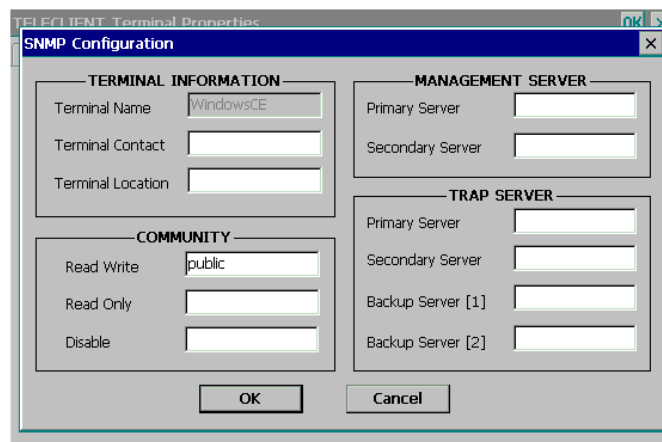 TELECLIENT Terminal Properties OK ×
SNMP Configuration ×
TERMINAL INFORMATION
Terminal Name WindowsCE
Terminal Contact
Terminal Location
COMMUNITY
Read Write public
Read Only
Disable
MANAGEMENT SERVER
Primary Server
Secondary Server
TRAP SERVER
Primary Server
Secondary Server
Backup Server [1]
Backup Server [2]
OK Cancel